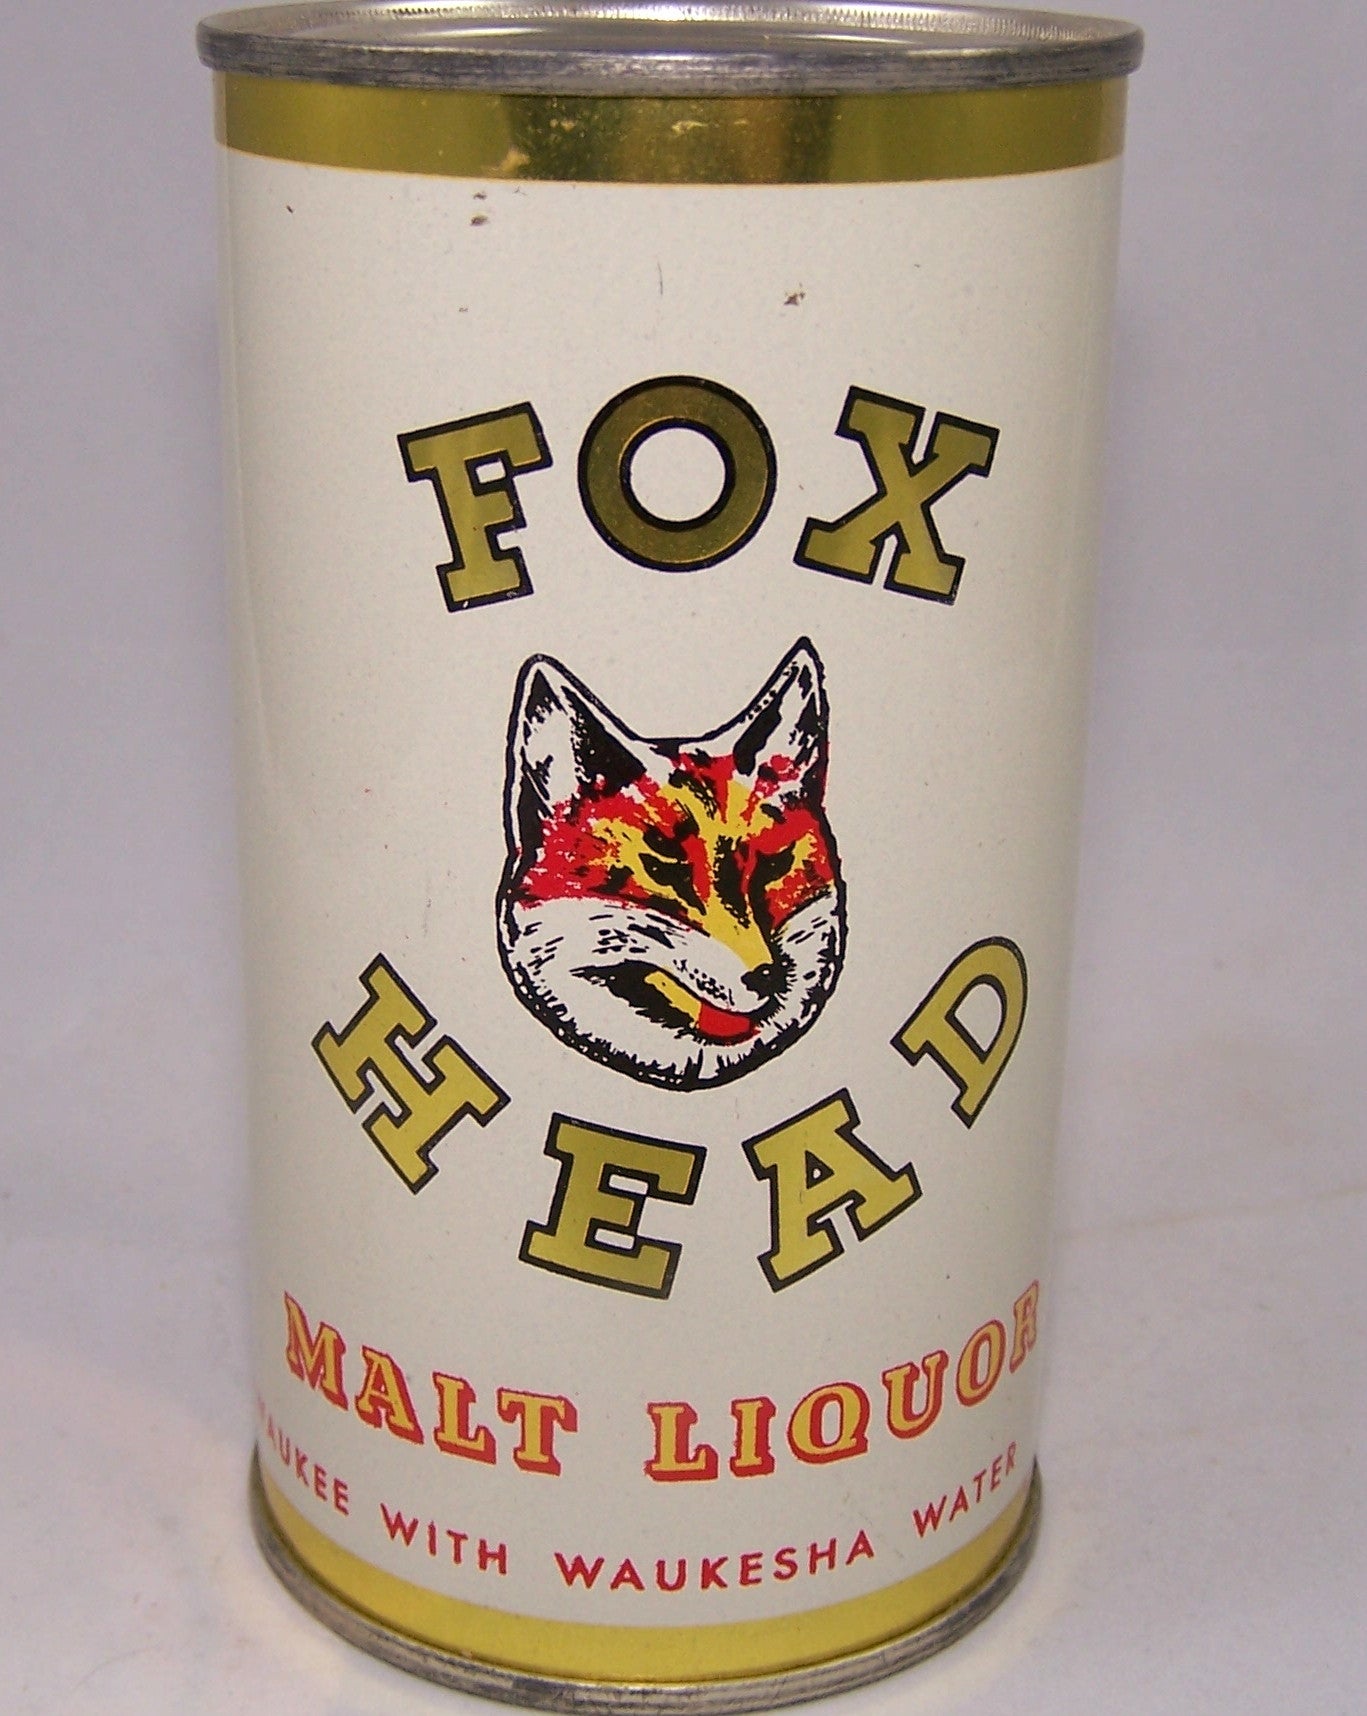 FOX
HEAD
MALT LIQUOR
WITH WAUKESHA WATER